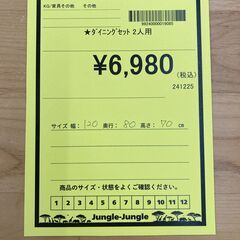 KG/家具その他 その他
992400000019085
★ダイニングセット 2人用
¥6,980
(税込)
241225
サイズ 幅: 120 奥行: 80 高さ: 70 cm
商品のサイズ・状態をよくご確認ください。
1 2 3 4 5 6 7 8 9 10 11 12
Jungle-Jungle